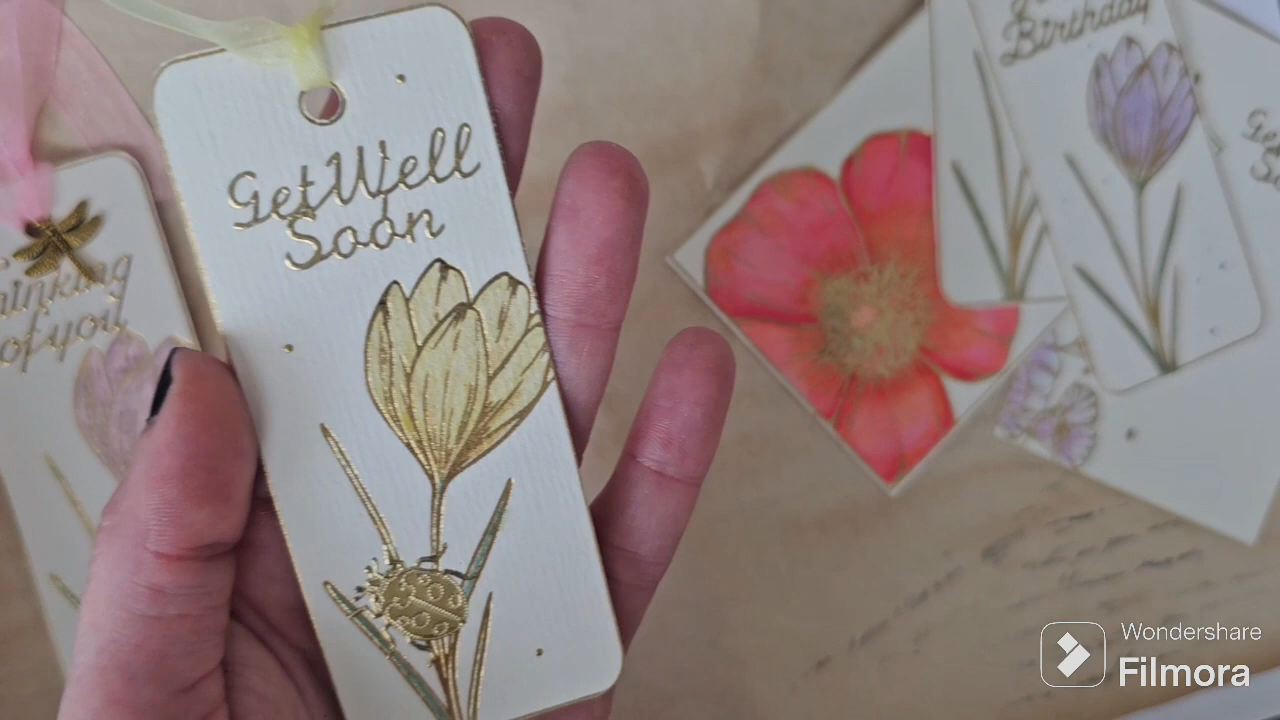 Get Well
Soon
Thinking
of you
Birthday
Wondershare
Filmora